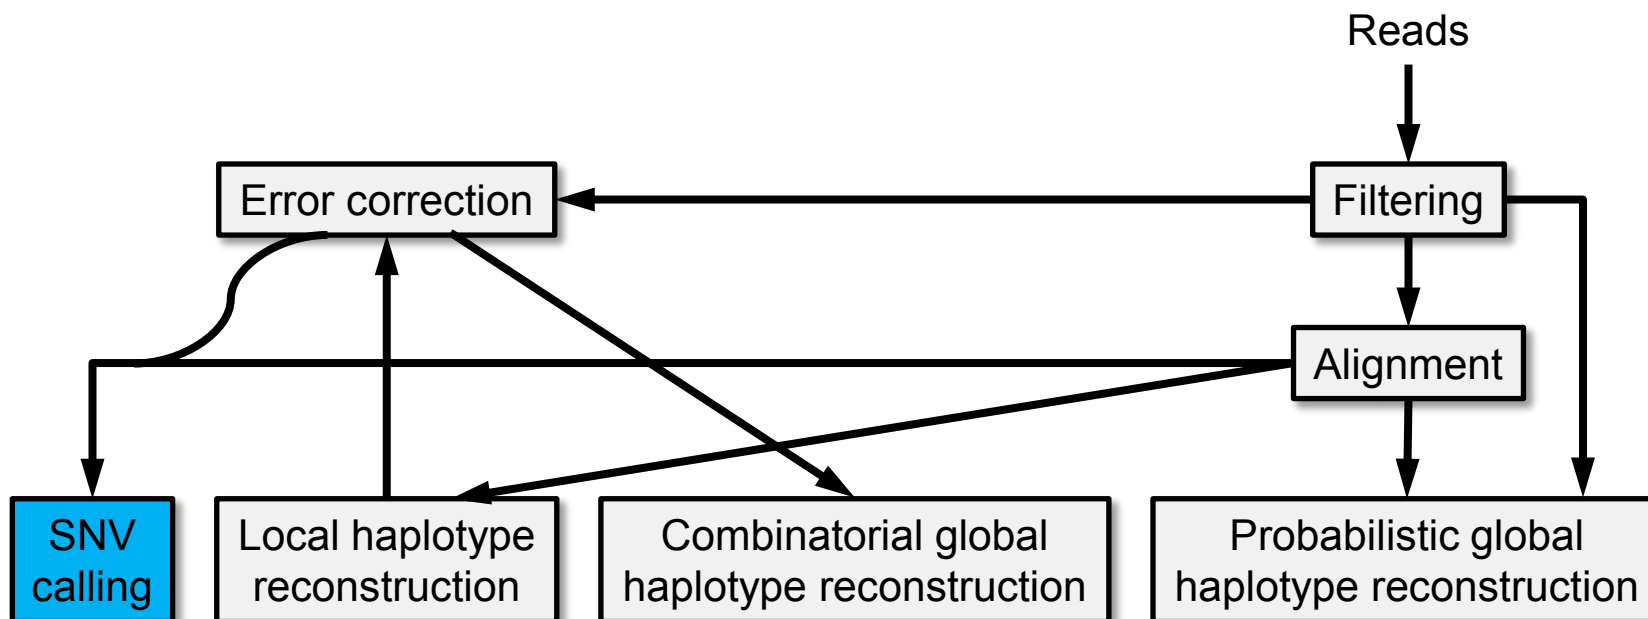 Reads
Error correction
Filtering
Alignment
SNV
calling
Local haplotype
reconstruction
Combinatorial global
haplotype reconstruction
Probabilistic global
haplotype reconstruction